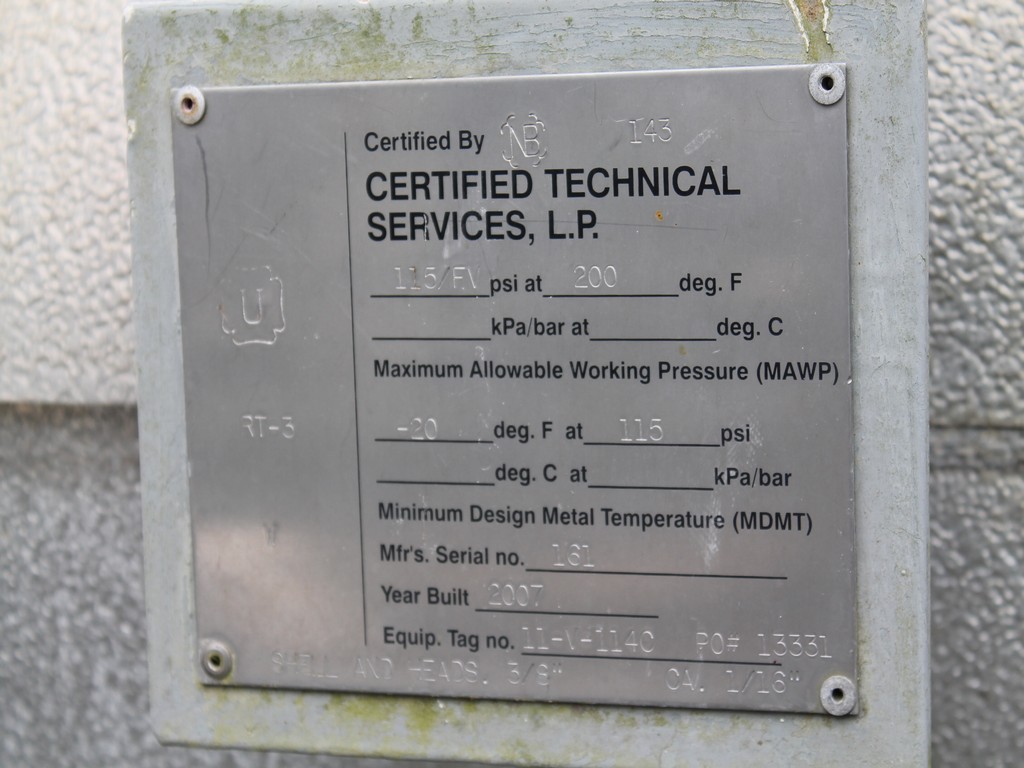 Certified By NB 143
CERTIFIED TECHNICAL
SERVICES, L.P.
115/F.V psi at 200 deg. F
kPa/bar at deg. C
Maximum Allowable Working Pressure (MAWP)
-20 deg. F at 115 psi
deg. C at kPa/bar
Minimum Design Metal Temperature (MDMT)
Mfr's. Serial no. 161
Year Built 2007
Equip. Tag no. 11-V-1140 PO# 13331
SHELL AND HEADS. 3/8" CA. 1/16"
U
RT-3
W